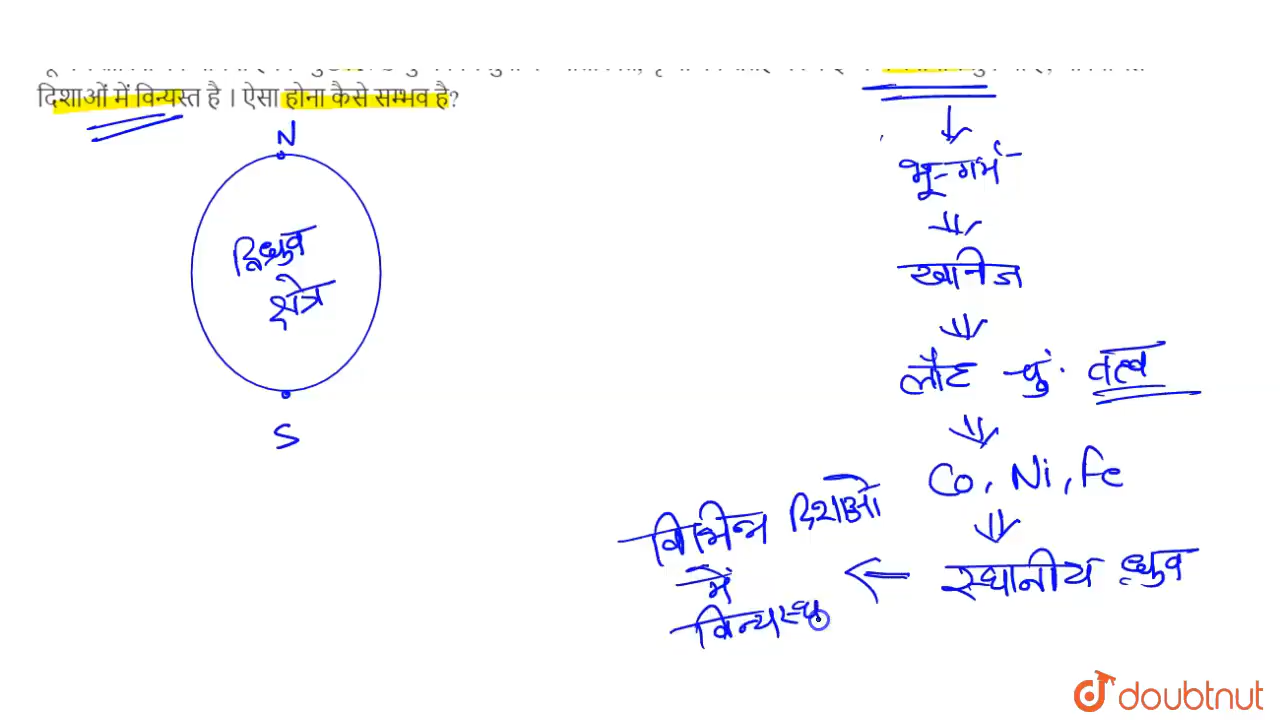 दिशाओं में विन्यस्त है । ऐसा होना कैसे सम्भव है?
N
द्विध्रुव
क्षेत्र
S
भू-गर्भ
खनिज
लौह चुं. तत्व
Co, Ni, Fe
स्थानीय ध्रुव
विभिन्न दिशाओं
में
विन्यस्थ
doubtnut